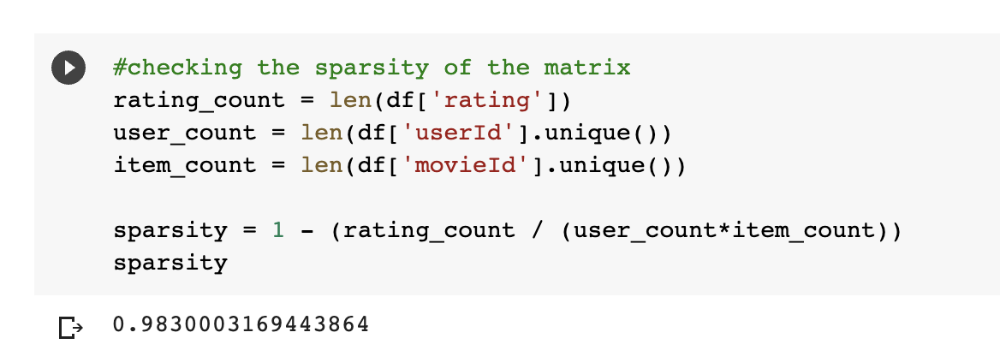 #checking the sparsity of the matrix
rating_count = len(df['rating'])
user_count = len(df['userId'].unique())
item_count = len(df['movieId'].unique())
sparsity = 1 - (rating_count / (user_count*item_count))
sparsity
0.9830003169443864